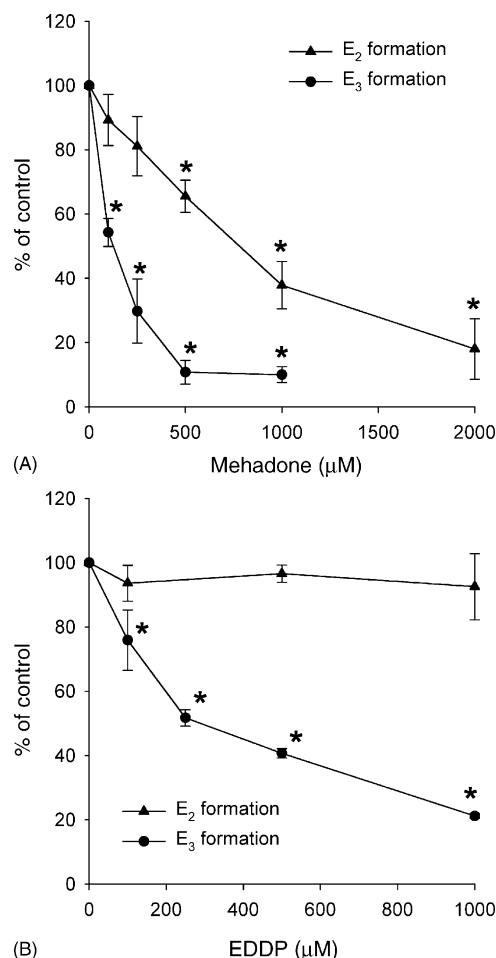 120
100
80
60
40
20
0
% of control
E₂ formation
E₃ formation
*
*
*
*
*
*
*
0 500 1000 1500 2000
(A) Mehadone (μM)
120
100
80
60
40
20
0
% of control
*
*
*
*
E₂ formation
E₃ formation
0 200 400 600 800 1000
(B) EDDP (μM)